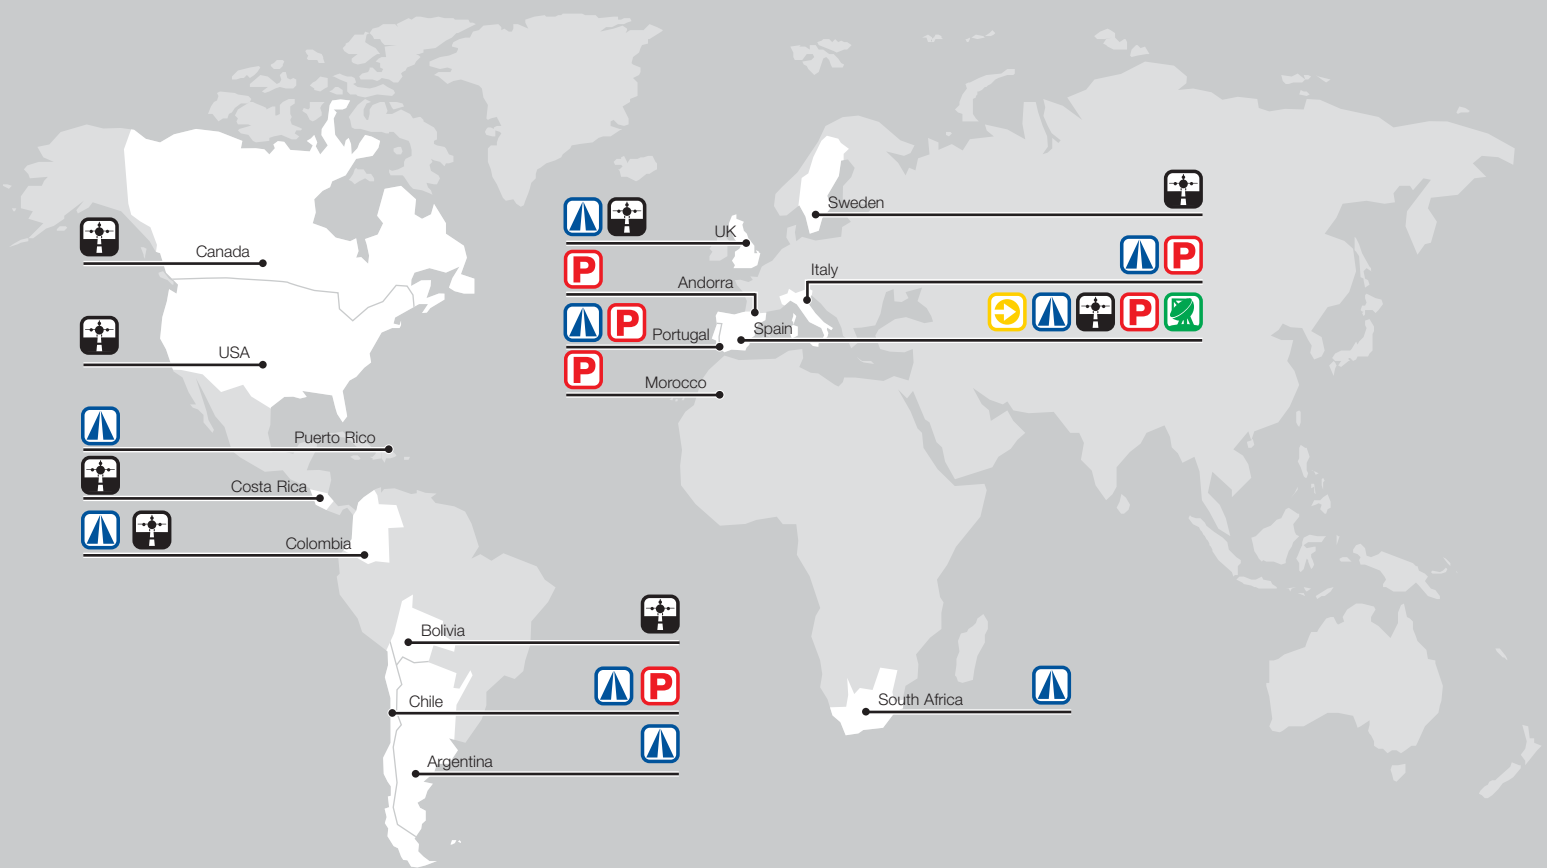 Canada
USA
Puerto Rico
Costa Rica
Colombia
Bolivia
Chile
P
Argentina
UK
P
Andorra
P
Portugal
P
Morocco
Sweden
Italy
P
Spain
P
South Africa